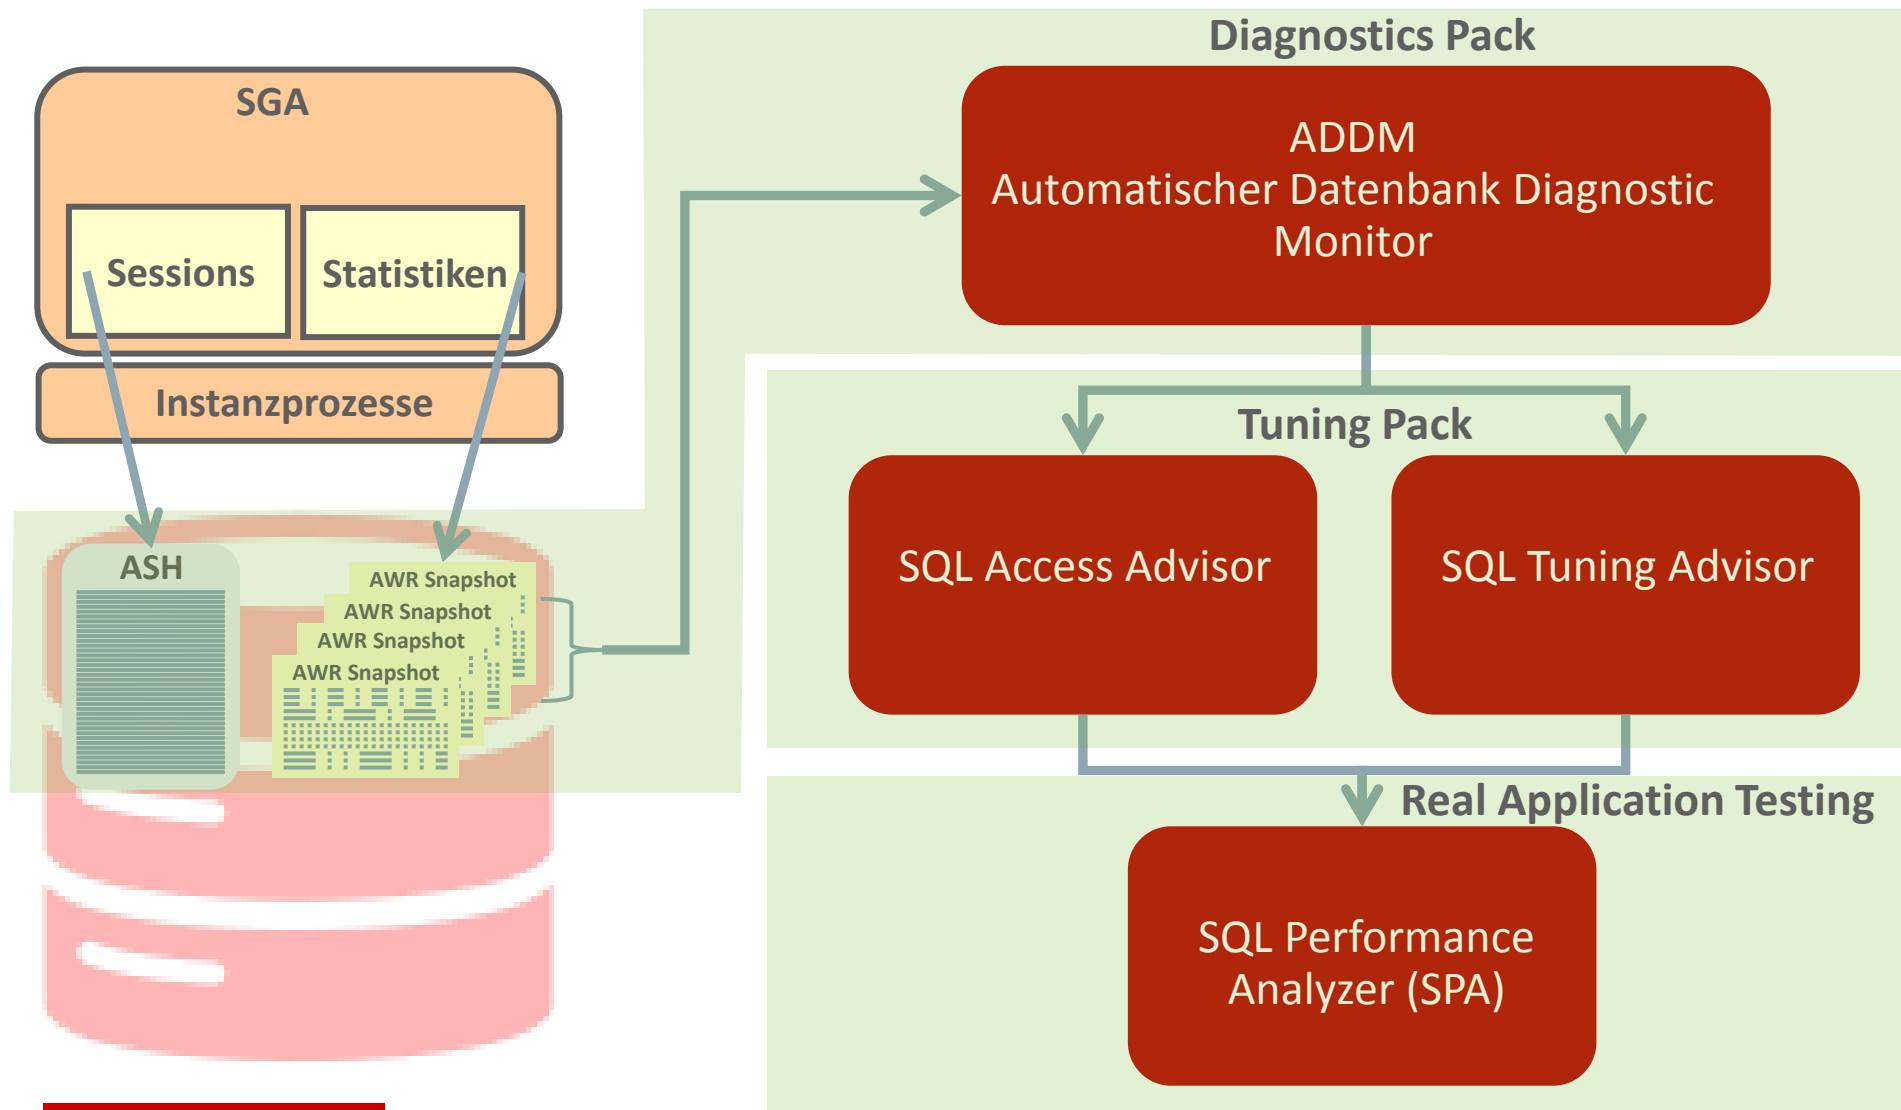 Diagnostics Pack
SGA
Sessions
Statistiken
Instanzprozesse
ASH
AWR Snapshot
AWR Snapshot
AWR Snapshot
AWR Snapshot
ADDM
Automatischer Datenbank Diagnostic
Monitor
Tuning Pack
SQL Access Advisor
SQL Tuning Advisor
Real Application Testing
SQL Performance
Analyzer (SPA)